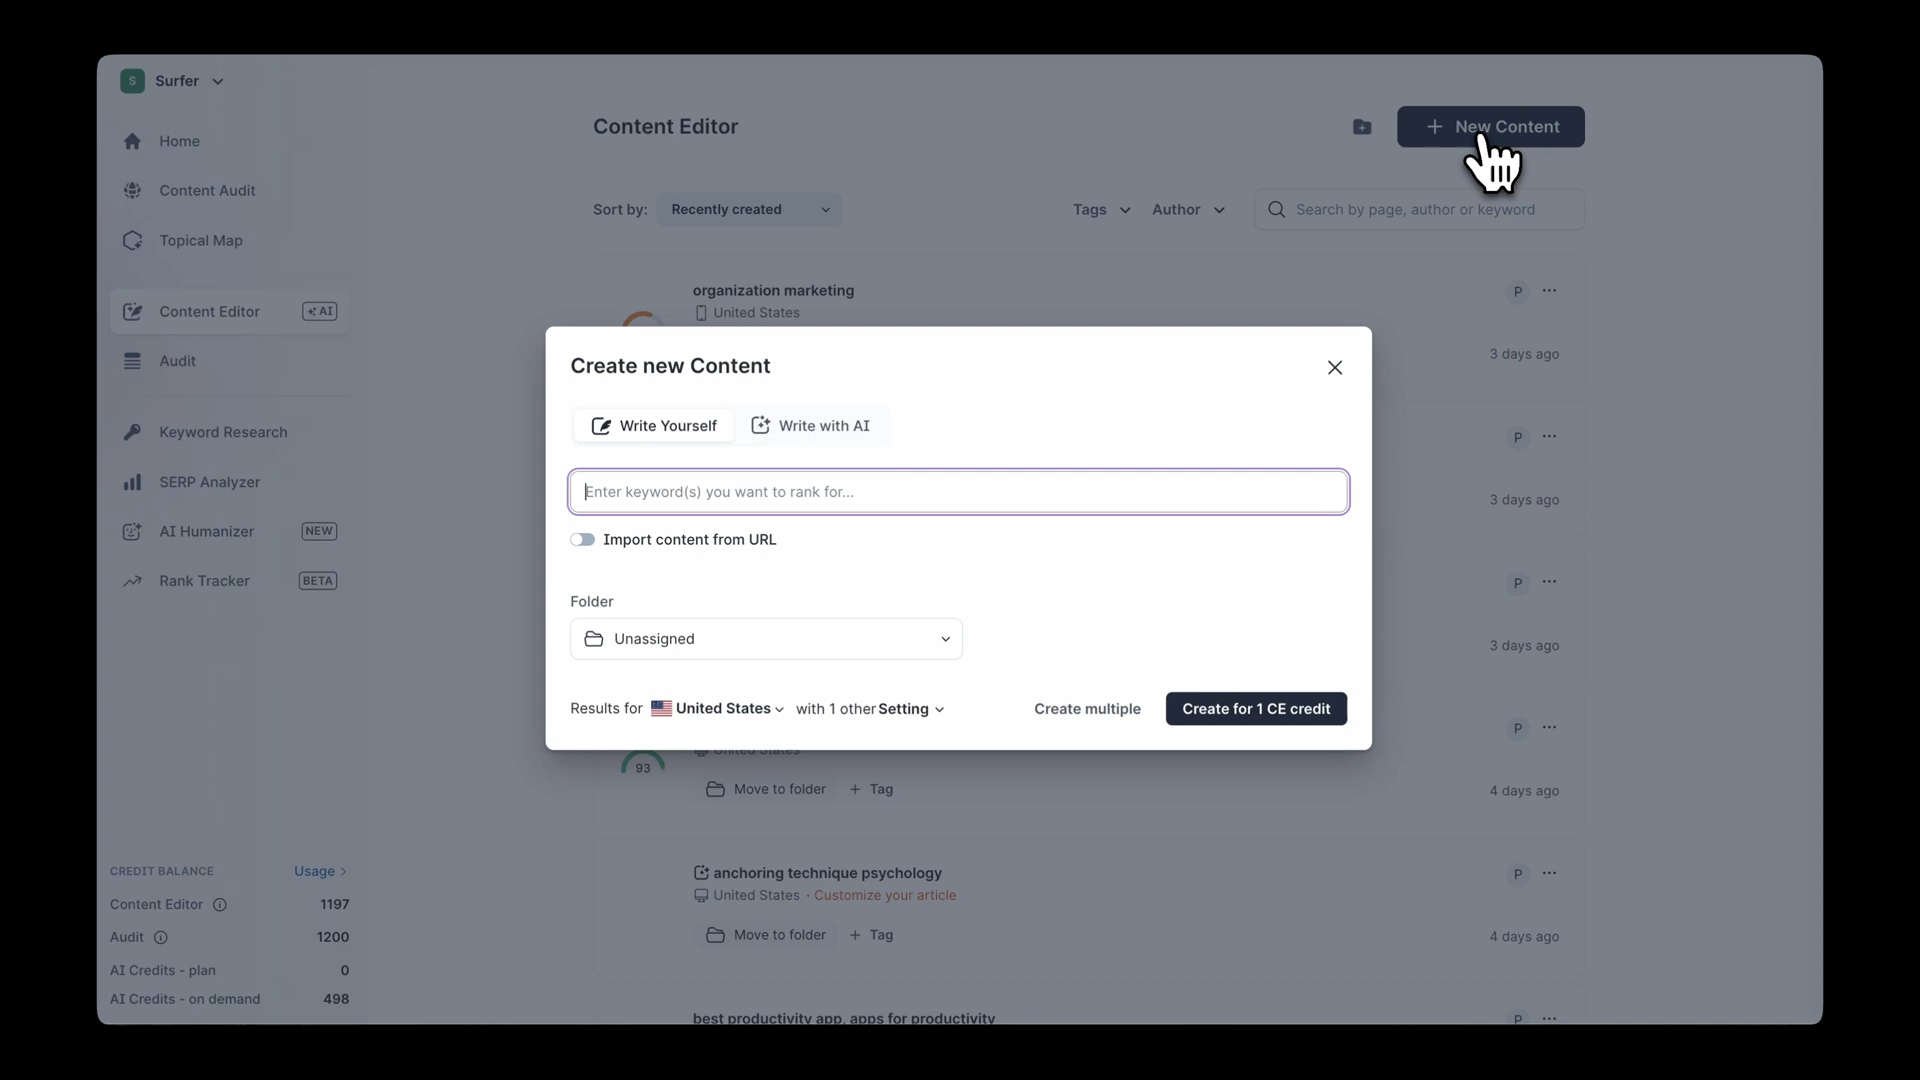 S Surfer
Home
Content Audit
Topical Map
Content Editor AI
Audit
Keyword Research
SERP Analyzer
AI Humanizer NEW
Rank Tracker BETA
CREDIT BALANCE Usage
Content Editor 1197
Audit 1200
AI Credits - plan 0
AI Credits - on demand 498
Content Editor
New Content
Sort by: Recently created
Tags Author Search by page, author or keyword
organization marketing
United States
P
3 days ago
Create new Content
Write Yourself Write with AI
Enter keyword(s) you want to rank for...
Import content from URL
Folder
Unassigned
Results for United States with 1 other Setting
Create multiple Create for 1 CE credit
P
3 days ago
P
3 days ago
P
United States
93
Move to folder + Tag
4 days ago
anchoring technique psychology
P
United States · Customize your article
Move to folder + Tag
4 days ago
best productivity app, apps for productivity
P